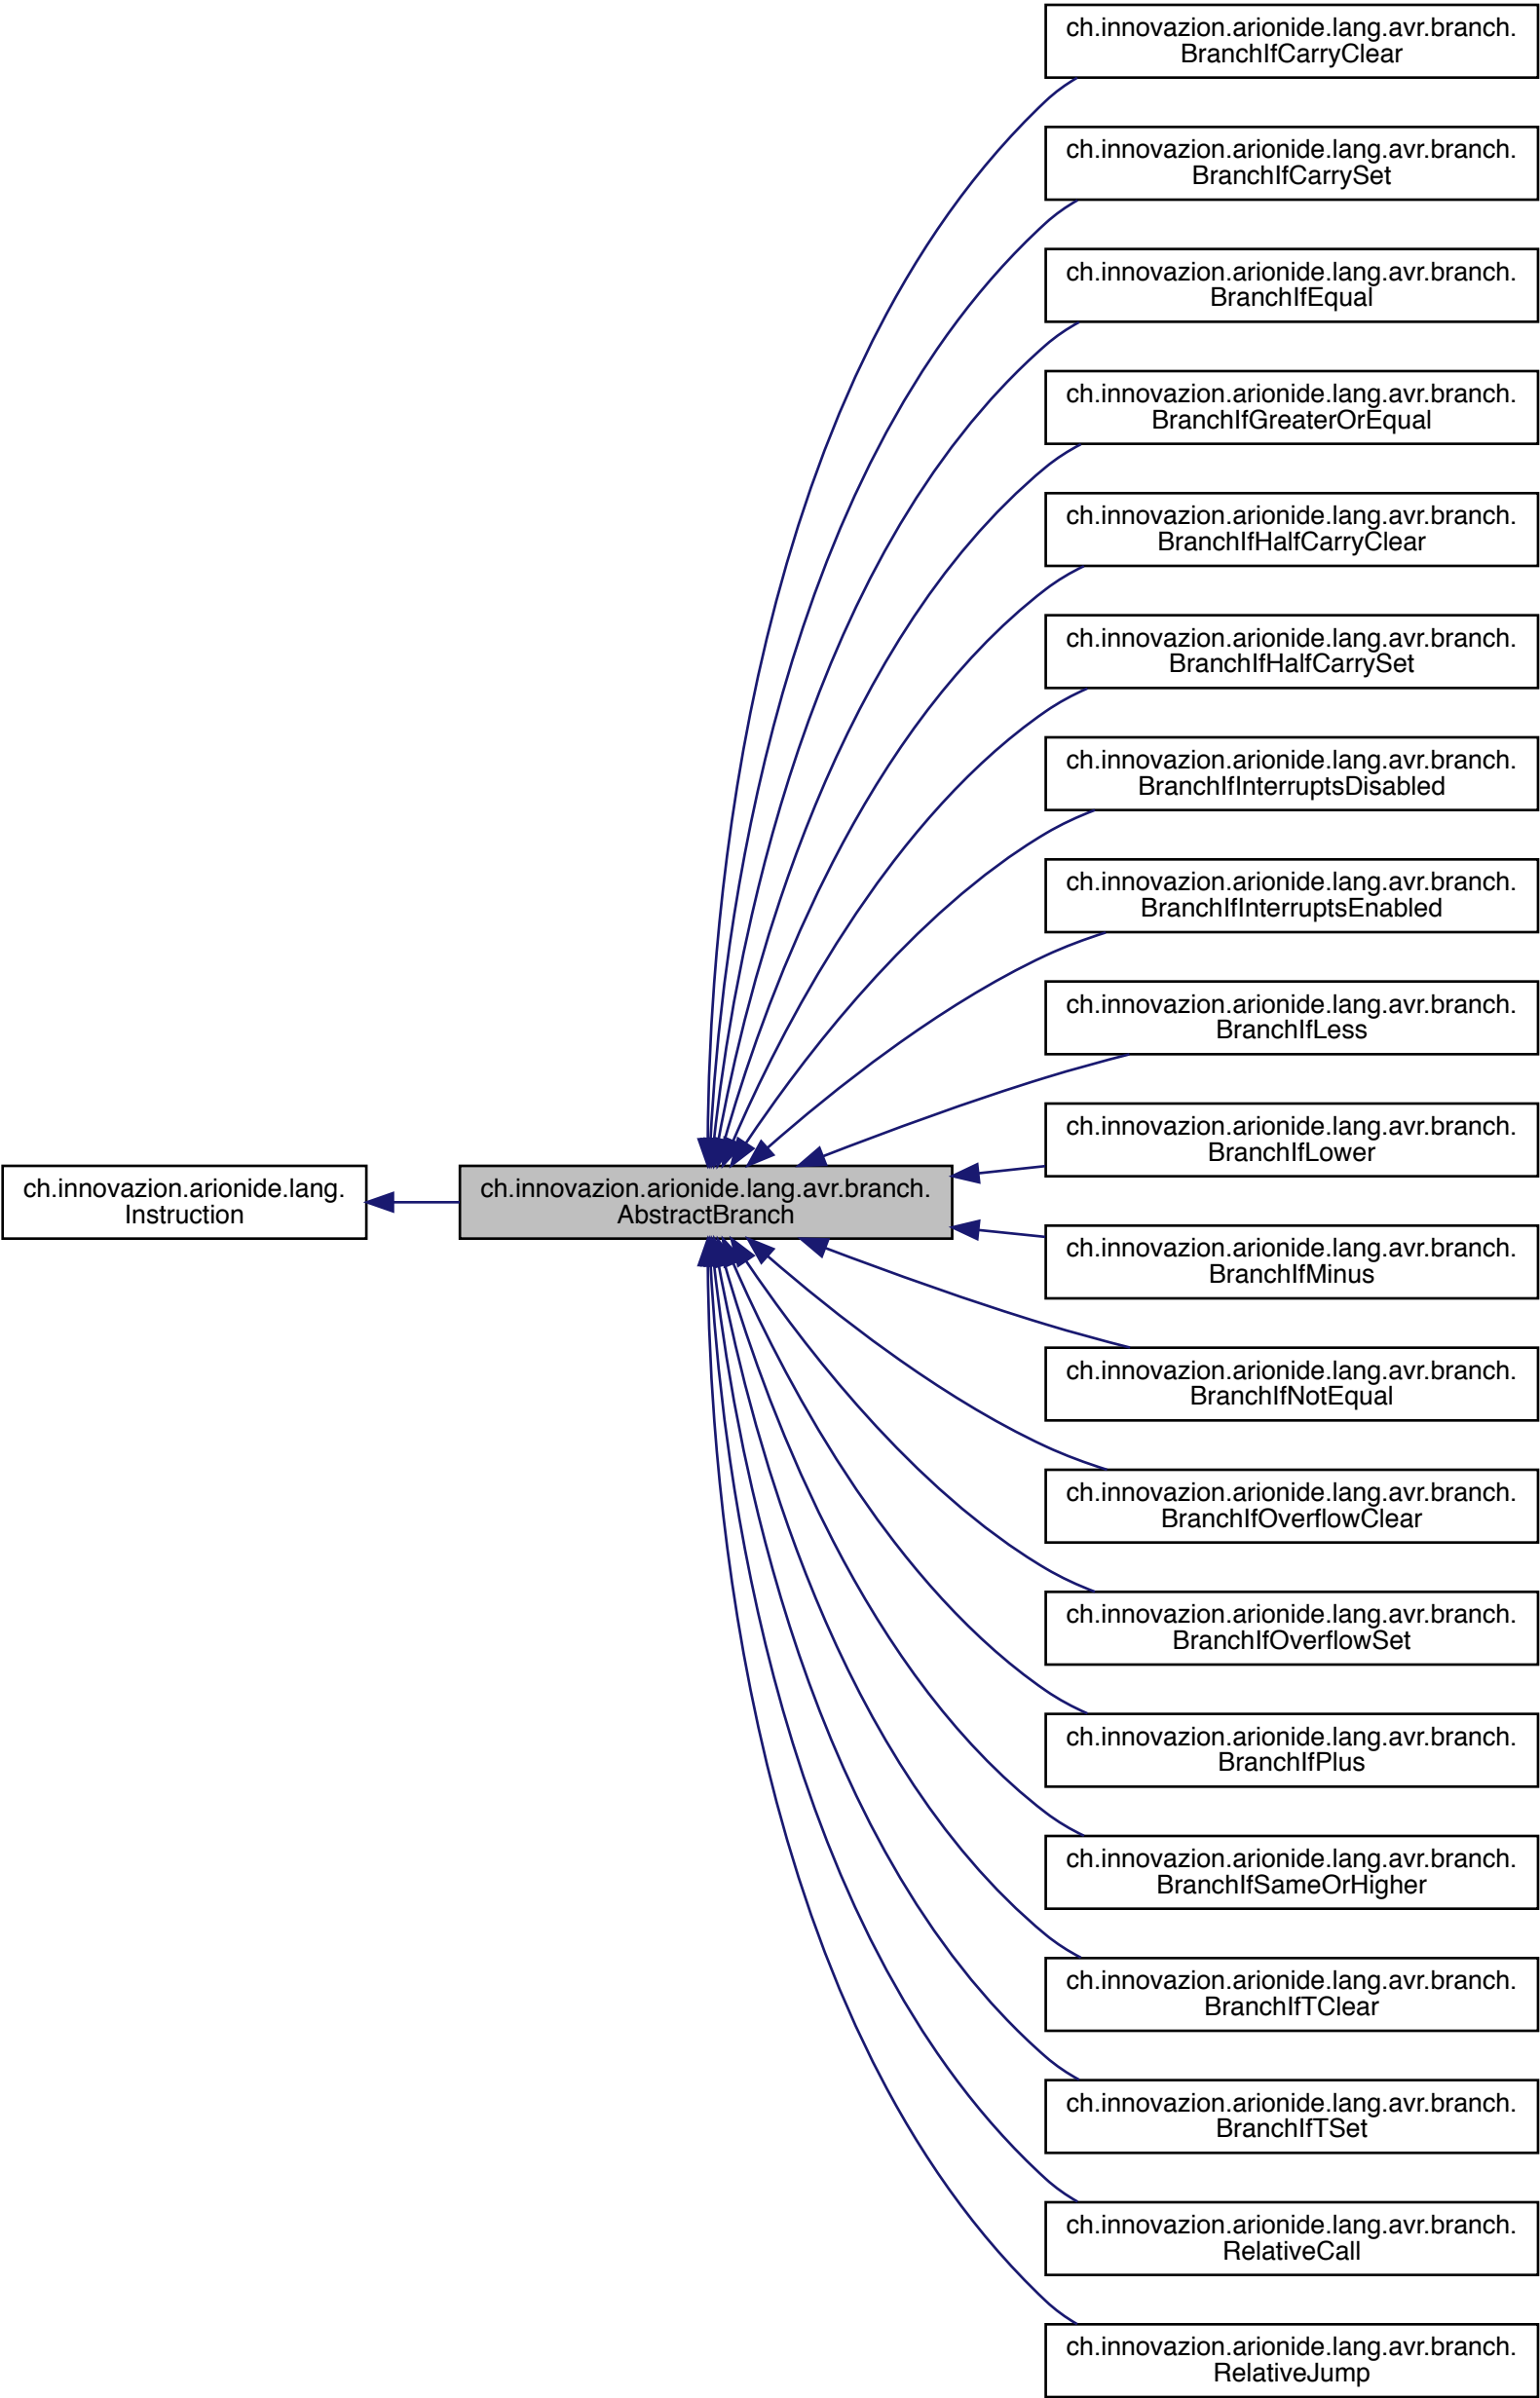 ch.innovazion.arionide.lang.
Instruction
ch.innovazion.arionide.lang.avr.branch.
AbstractBranch
ch.innovazion.arionide.lang.avr.branch.
BranchIfCarryClear
ch.innovazion.arionide.lang.avr.branch.
BranchIfCarrySet
ch.innovazion.arionide.lang.avr.branch.
BranchIfEqual
ch.innovazion.arionide.lang.avr.branch.
BranchIfGreaterOrEqual
ch.innovazion.arionide.lang.avr.branch.
BranchIfHalfCarryClear
ch.innovazion.arionide.lang.avr.branch.
BranchIfHalfCarrySet
ch.innovazion.arionide.lang.avr.branch.
BranchIfInterruptsDisabled
ch.innovazion.arionide.lang.avr.branch.
BranchIfInterruptsEnabled
ch.innovazion.arionide.lang.avr.branch.
BranchIfLess
ch.innovazion.arionide.lang.avr.branch.
BranchIfLower
ch.innovazion.arionide.lang.avr.branch.
BranchIfMinus
ch.innovazion.arionide.lang.avr.branch.
BranchIfNotEqual
ch.innovazion.arionide.lang.avr.branch.
BranchIfOverflowClear
ch.innovazion.arionide.lang.avr.branch.
BranchIfOverflowSet
ch.innovazion.arionide.lang.avr.branch.
BranchIfPlus
ch.innovazion.arionide.lang.avr.branch.
BranchIfSameOrHigher
ch.innovazion.arionide.lang.avr.branch.
BranchIfTClear
ch.innovazion.arionide.lang.avr.branch.
BranchIfTSet
ch.innovazion.arionide.lang.avr.branch.
RelativeCall
ch.innovazion.arionide.lang.avr.branch.
RelativeJump